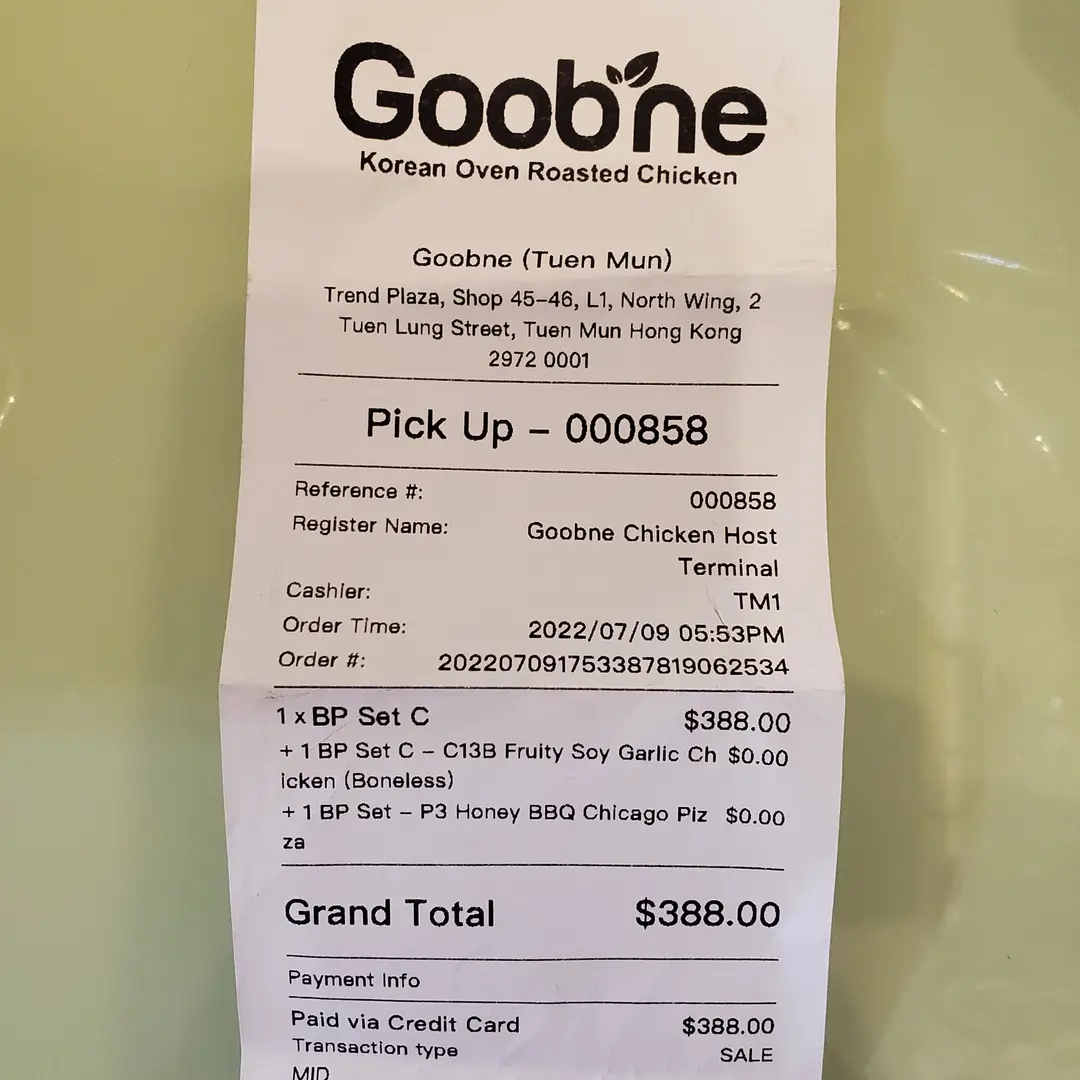 Goobne
Korean Oven Roasted Chicken
Goobne (Tuen Mun)
Trend Plaza, Shop 45-46, L1, North Wing, 2
Tuen Lung Street, Tuen Mun Hong Kong
2972 0001
Pick Up - 000858
Reference #: 000858
Register Name: Goobne Chicken Host
Terminal
Cashier: TM1
Order Time: 2022/07/09 05:53PM
Order #: 20220709175338781906​2534
1 x BP Set C $388.00
+ 1 BP Set C - C13B Fruity Soy Garlic Ch $0.00
icken (Boneless)
+ 1 BP Set - P3 Honey BBQ Chicago Piz $0.00
za
Grand Total $388.00
Payment Info
Paid via Credit Card $388.00
Transaction type SALE
MID